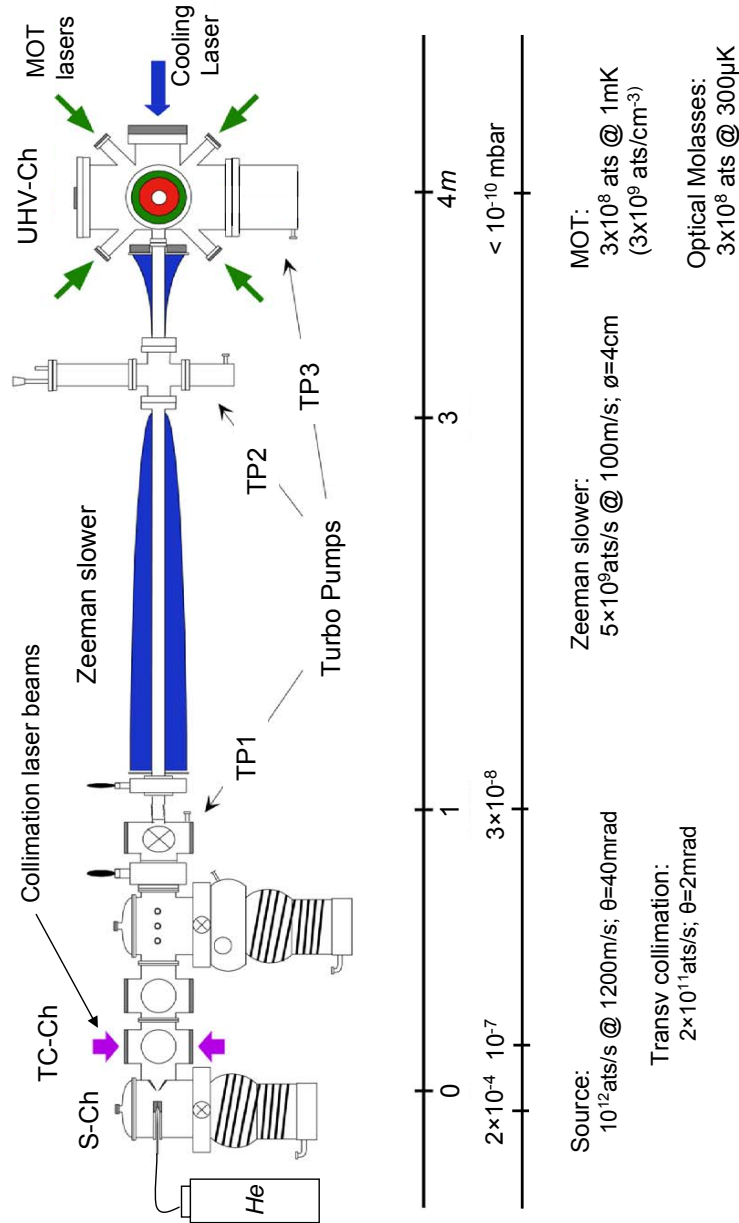 Collimation laser beams
TC-Ch
S-Ch
He
TP1
Zeeman slower
Turbo Pumps
TP2
TP3
UHV-Ch
MOT
lasers
Cooling
Laser
0 1 3 4m
2×10-4 10-7 3×10-8 < 10-10 mbar
Source:
10¹²ats/s @ 1200m/s; θ=40mrad
Transv collimation:
2×10¹¹ats/s; θ=2mrad
Zeeman slower:
5×10⁹ats/s @ 100m/s; ø=4cm
MOT:
3x10⁸ ats @ 1mK
(3x10⁹ ats/cm-³)
Optical Molasses:
3x10⁸ ats @ 300µK